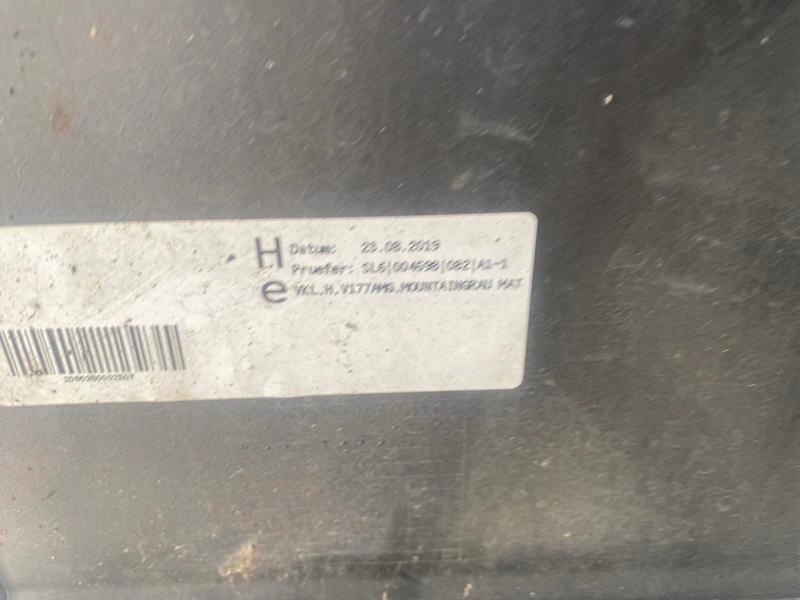 H Datum: 23.08.2019
Pruefer: SL6|004698|082|A1-1
e VKL.H.V177AMG.MOUNTAINGRAU MAT